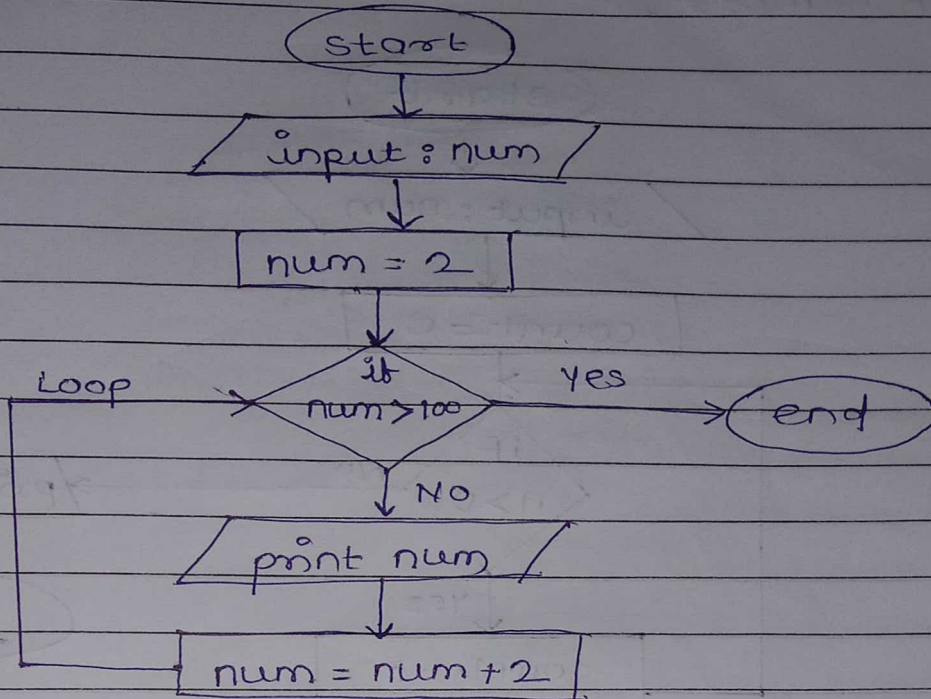 start
input : num
num = 2
if
num > 100
Loop
yes
end
NO
print num
num = num + 2